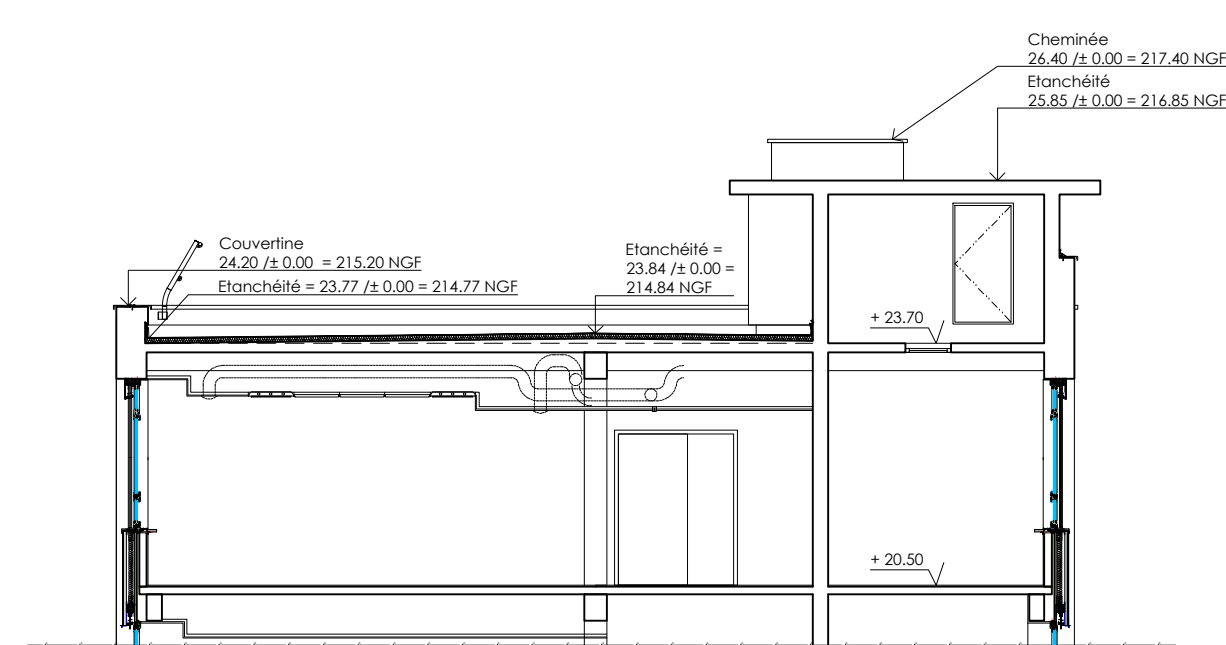 Cheminée
26.40 /± 0.00 = 217.40 NGF
Etanchéité
25.85 /± 0.00 = 216.85 NGF
Couvertine
24.20 /± 0.00 = 215.20 NGF
Etanchéité = 23.77 /± 0.00 = 214.77 NGF
Etanchéité =
23.84 /± 0.00 =
214.84 NGF
+ 23.70
+ 20.50